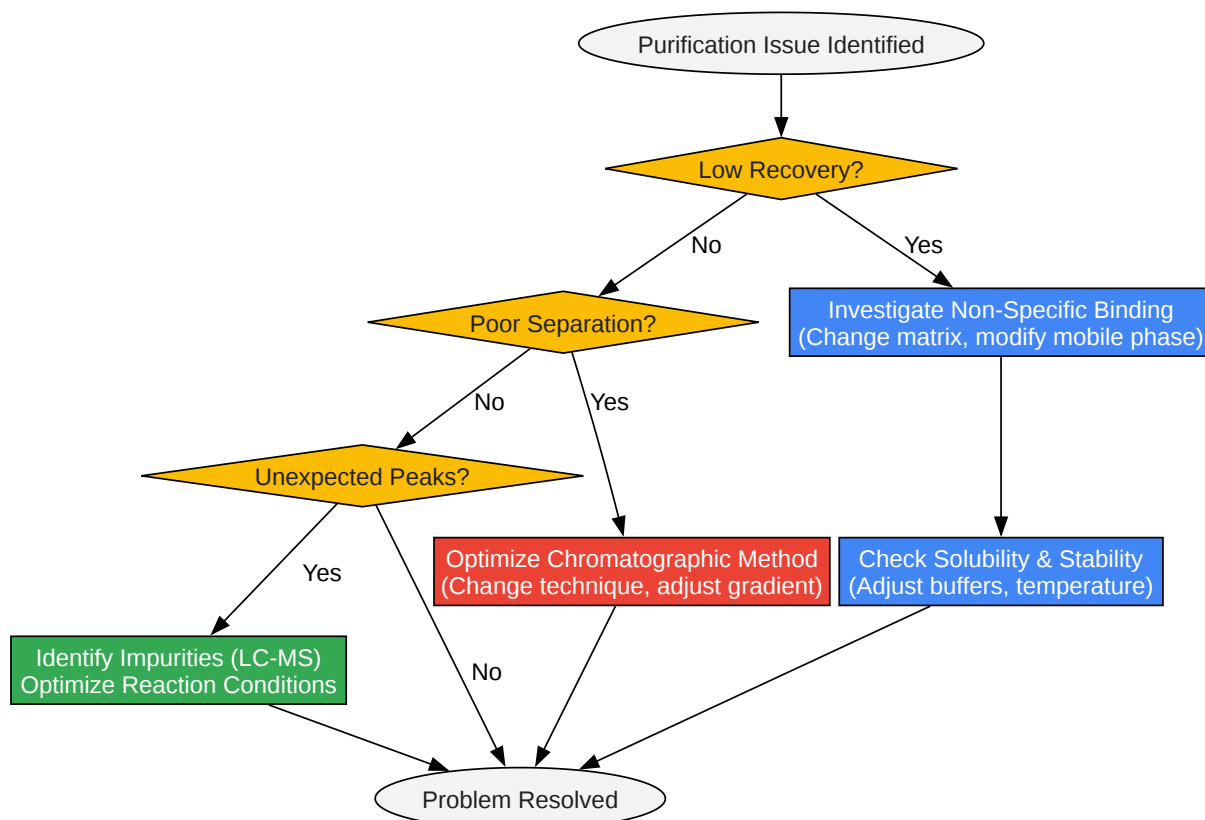 Purification Issue Identified
Low Recovery?
No
Yes
Poor Separation?
Investigate Non-Specific Binding
(Change matrix, modify mobile phase)
No
Yes
Unexpected Peaks?
Optimize Chromatographic Method
(Change technique, adjust gradient)
Check Solubility & Stability
(Adjust buffers, temperature)
Yes
No
Identify Impurities (LC-MS)
Optimize Reaction Conditions
Problem Resolved